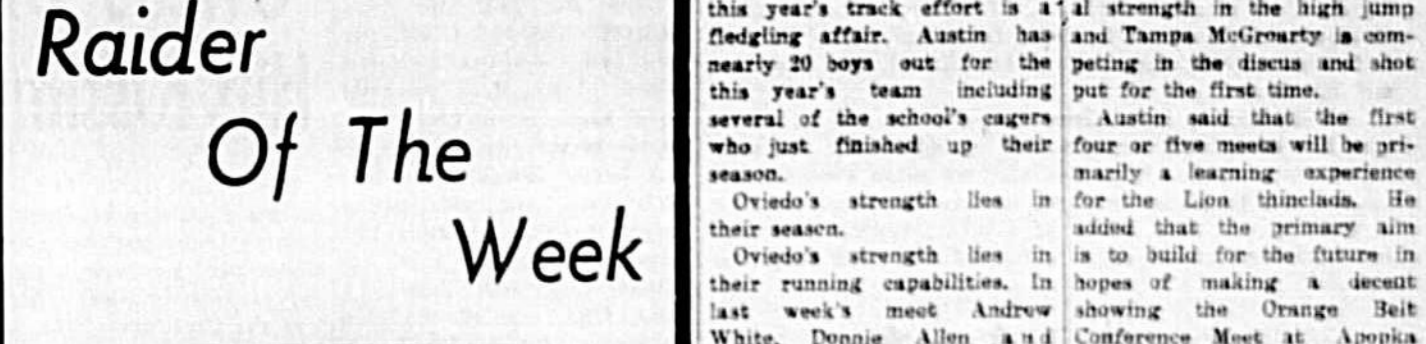 Raider
Of The
Week
this year's track effort is a
fledgling affair. Austin has
nearly 20 boys out for the
this year's team including
several of the school's cagers
who just finished up their
season.
Oviedo's strength lies in
their season.
Oviedo's strength lies in
their running capabilities. In
last week's meet Andrew
White, Donnie Allen and
al strength in the high jump
and Tampa McGroarty is com-
peting in the discus and shot
put for the first time.
Austin said that the first
four or five meets will be pri-
marily a learning experience
for the Lion thinclads. He
added that the primary aim
is to build for the future in
hopes of making a decent
showing the Orange Belt
Conference Meet at Apopka